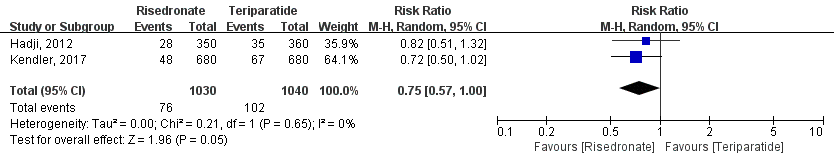 Risedronate Teriparatide Risk Ratio Risk Ratio
Study or Subgroup Events Total Events Total Weight M-H, Random, 95% CI M-H, Random, 95% CI
Hadji, 2012 28 350 35 360 35.9% 0.82 [0.51, 1.32]
Kendler, 2017 48 680 67 680 64.1% 0.72 [0.50, 1.02]
Total (95% CI) 1030 1040 100.0% 0.75 [0.57, 1.00]
Total events 76 102
Heterogeneity: Tau² = 0.00; Chi² = 0.21, df = 1 (P = 0.65); I² = 0%
Test for overall effect: Z = 1.96 (P = 0.05)
0.1 0.2 0.5 1 2 5 10
Favours [Risedronate] Favours [Teriparatide]